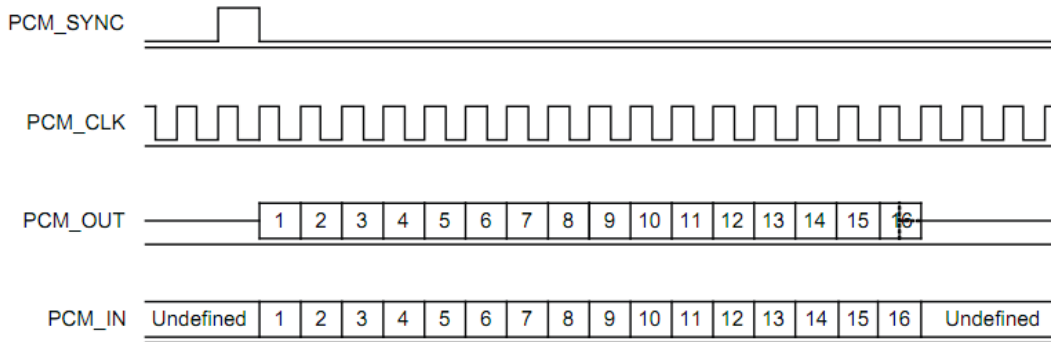 PCM_SYNC
PCM_CLK
PCM_OUT 1 2 3 4 5 6 7 8 9 10 11 12 13 14 15 16
PCM_IN Undefined 1 2 3 4 5 6 7 8 9 10 11 12 13 14 15 16 Undefined